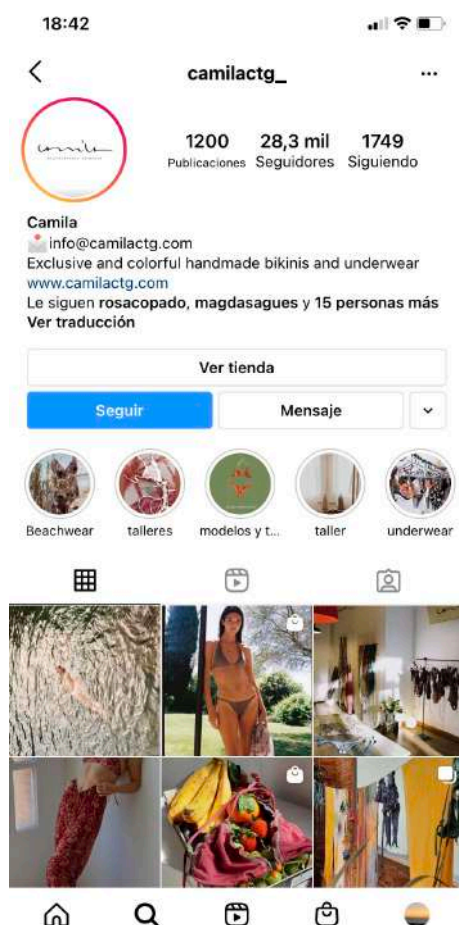 18:42
camilactg_
camila
1200 28,3 mil 1749
Publicaciones Seguidores Siguiendo
Camila
info@camilactg.com
Exclusive and colorful handmade bikinis and underwear
www.camilactg.com
Le siguen rosacopado, magdasagues y 15 personas más
Ver traducción
Ver tienda
Seguir Mensaje
Beachwear talleres modelos y t... taller underwear